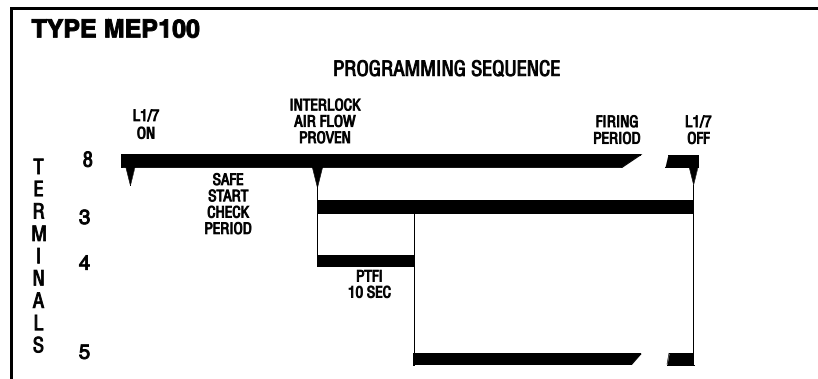 TYPE MEP100
PROGRAMMING SEQUENCE
L1/7
ON
INTERLOCK
AIR FLOW
PROVEN
FIRING
PERIOD
L1/7
OFF
TERMINALS
8
SAFE
START
CHECK
PERIOD
3
4
PTFI
10 SEC
5